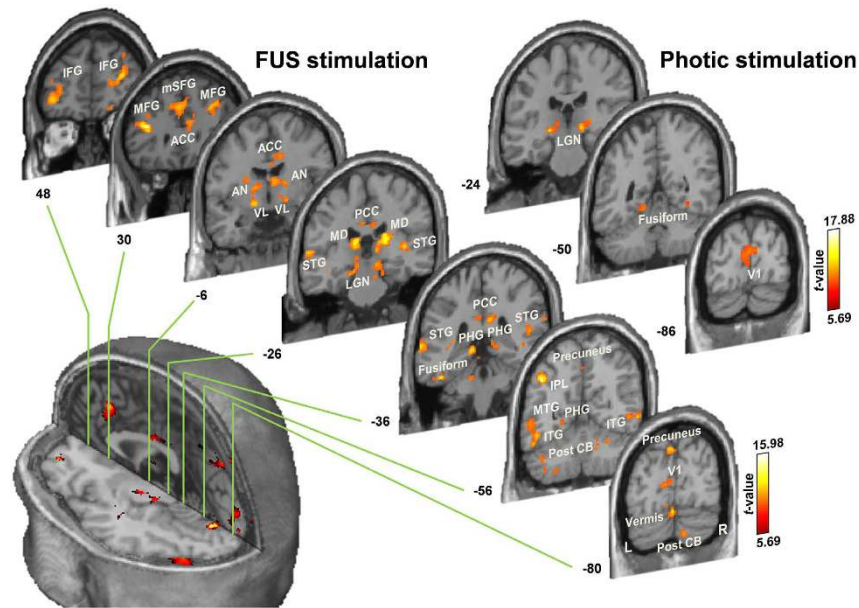 FUS stimulation
Photic stimulation
IFG IFG
48
mSFG
MFG MFG
ACC
30
ACC
AN AN
VL VL
-6
PCC
MD MD
STG STG
LGN
-26
PCC
STG STG
PHG PHG
Fusiform
-36
Precuneus
IPL
MTG PHG
ITG ITG
Post CB
-56
Precuneus
V1
Vermis
L R
Post CB
-80
15.98
t-value
5.69
LGN
-24
Fusiform
-50
V1
-86
17.88
t-value
5.69